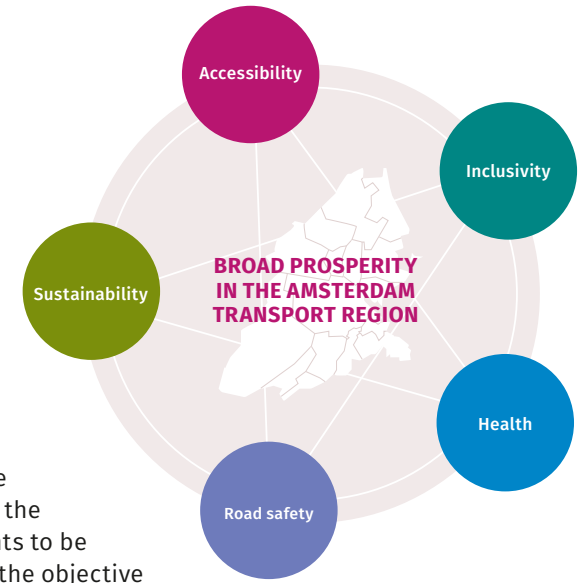 Accessibility
Inclusivity
BROAD PROSPERITY
IN THE AMSTERDAM
TRANSPORT REGION
Sustainability
Health
Road safety
e
the
ts to be
the objective